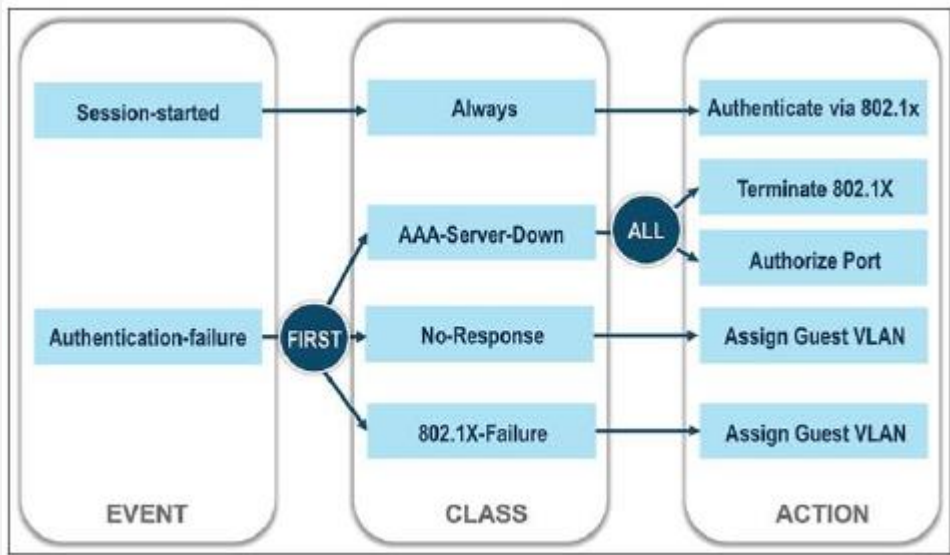 Session-started
Always
Authenticate via 802.1x
AAA-Server-Down
ALL
Terminate 802.1X
Authorize Port
Authentication-failure
FIRST
No-Response
Assign Guest VLAN
802.1X-Failure
Assign Guest VLAN
EVENT
CLASS
ACTION